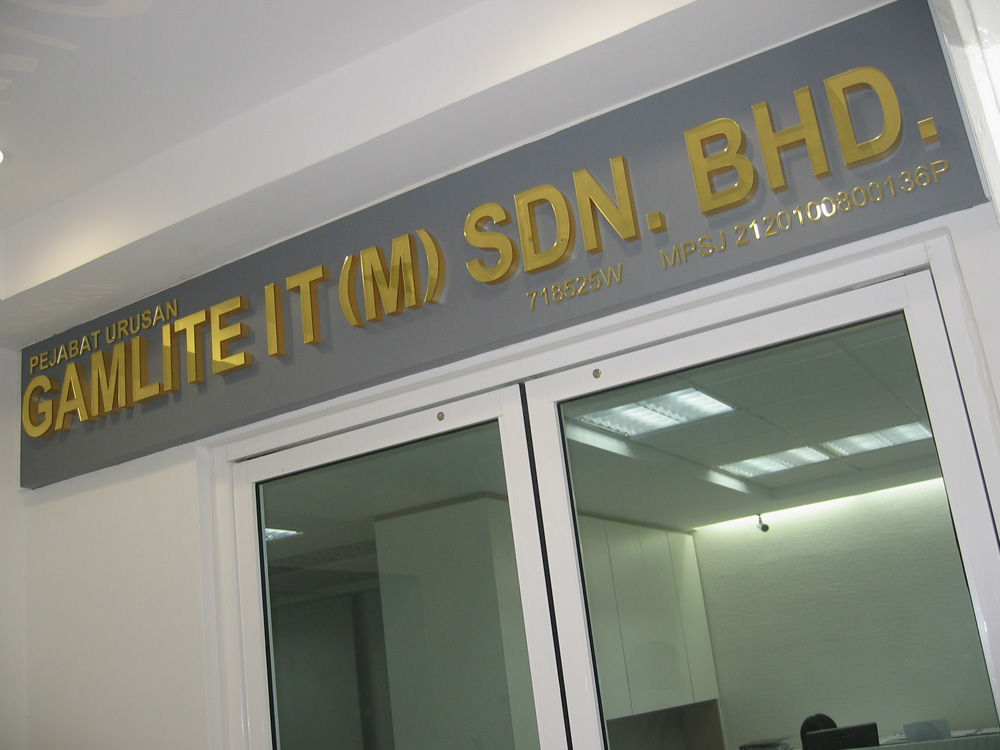 PEJABAT URUSAN
GAMLITE IT (M) SDN. BHD.
718525W MPSJ 2120100800136P